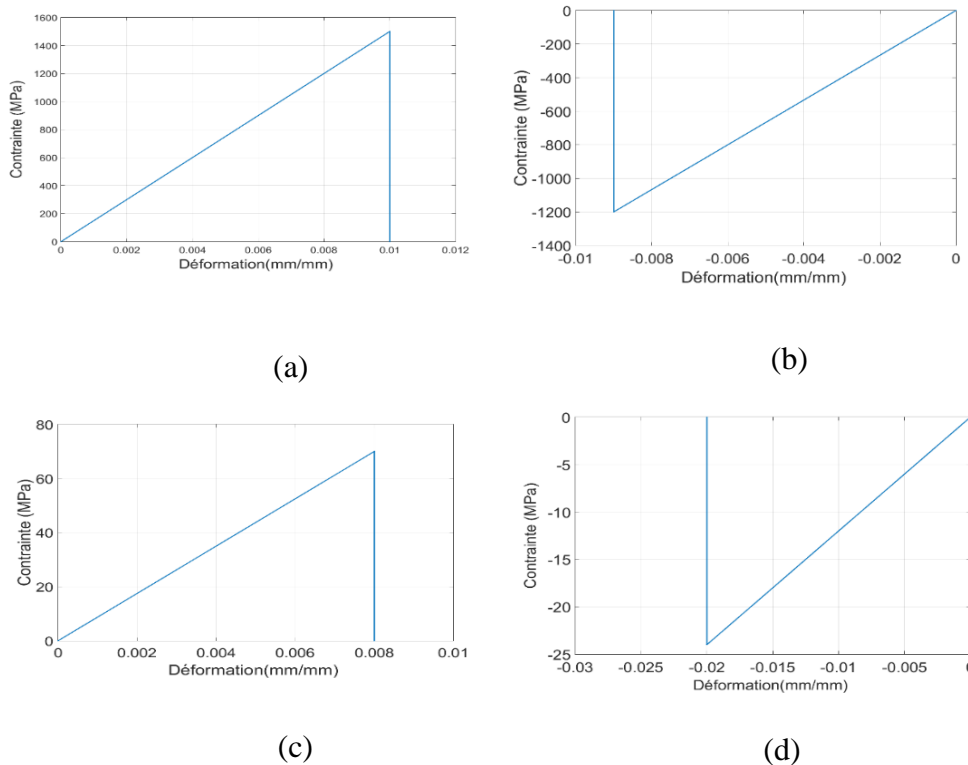 1600
1400
1200
1000
800
600
400
200
0
Contrainte (MPa)
0 0.002 0.004 0.006 0.008 0.01 0.012
Déformation(mm/mm)
(a)
0
-200
-400
-600
-800
-1000
-1200
-1400
Contrainte (MPa)
-0.01 -0.008 -0.006 -0.004 -0.002 0
Déformation(mm/mm)
(b)
80
60
40
20
0
Contrainte (MPa)
0 0.002 0.004 0.006 0.008 0.01
Déformation(mm/mm)
(c)
0
-5
-10
-15
-20
-25
Contrainte (MPa)
-0.03 -0.025 -0.02 -0.015 -0.01 -0.005 0
Déformation(mm/mm)
(d)